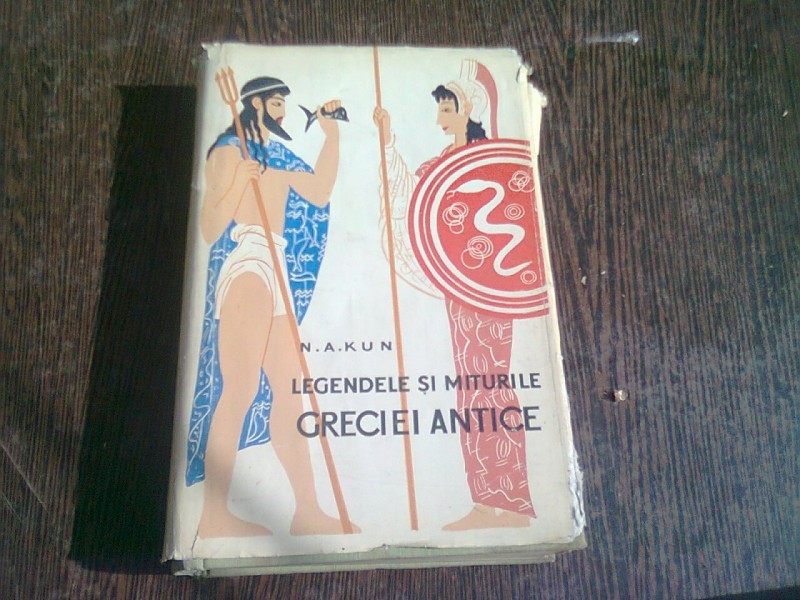 N.A.KUN
LEGENDELE ȘI MITURILE
GRECIEI ANTICE